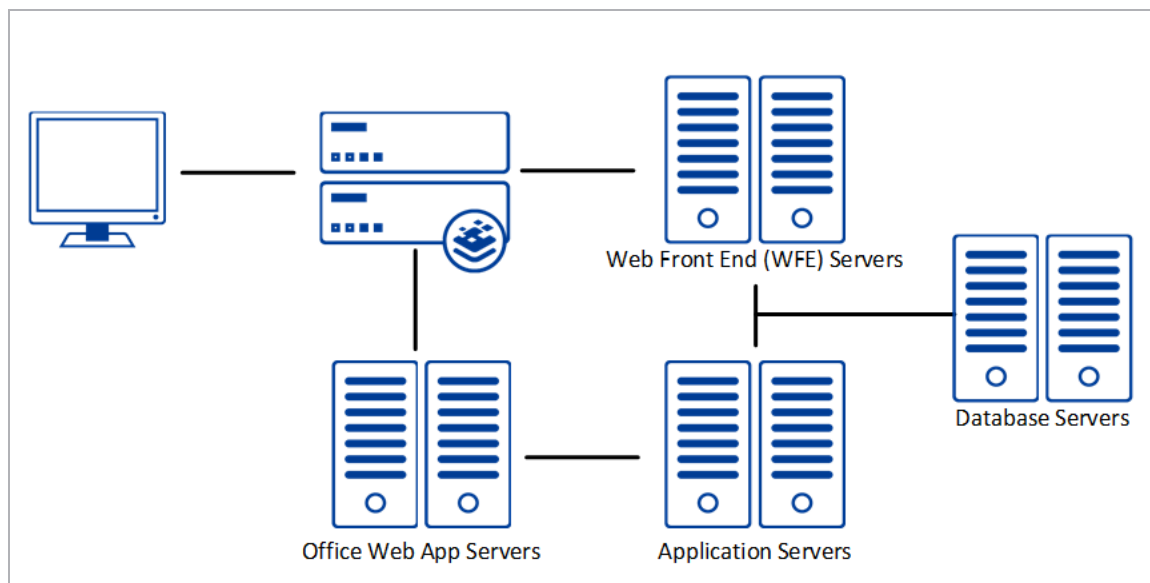 Web Front End (WFE) Servers
Database Servers
Office Web App Servers
Application Servers